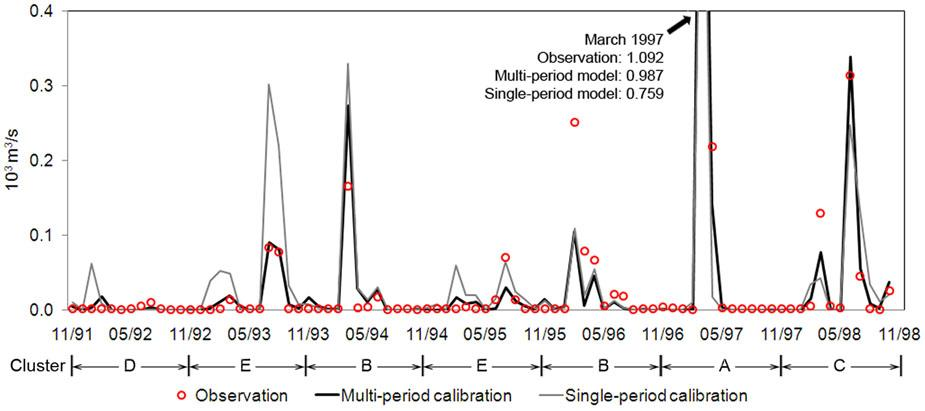 0.4
March 1997
Observation: 1.092
Multi-period model: 0.987
Single-period model: 0.759
0.3
0.2
0.1
0.0
10³ m³/s
11/91 05/92 11/92 05/93 11/93 05/94 11/94 05/95 11/95 05/96 11/96 05/97 11/97 05/98 11/98
Cluster D E B E B A C
Observation Multi-period calibration Single-period calibration